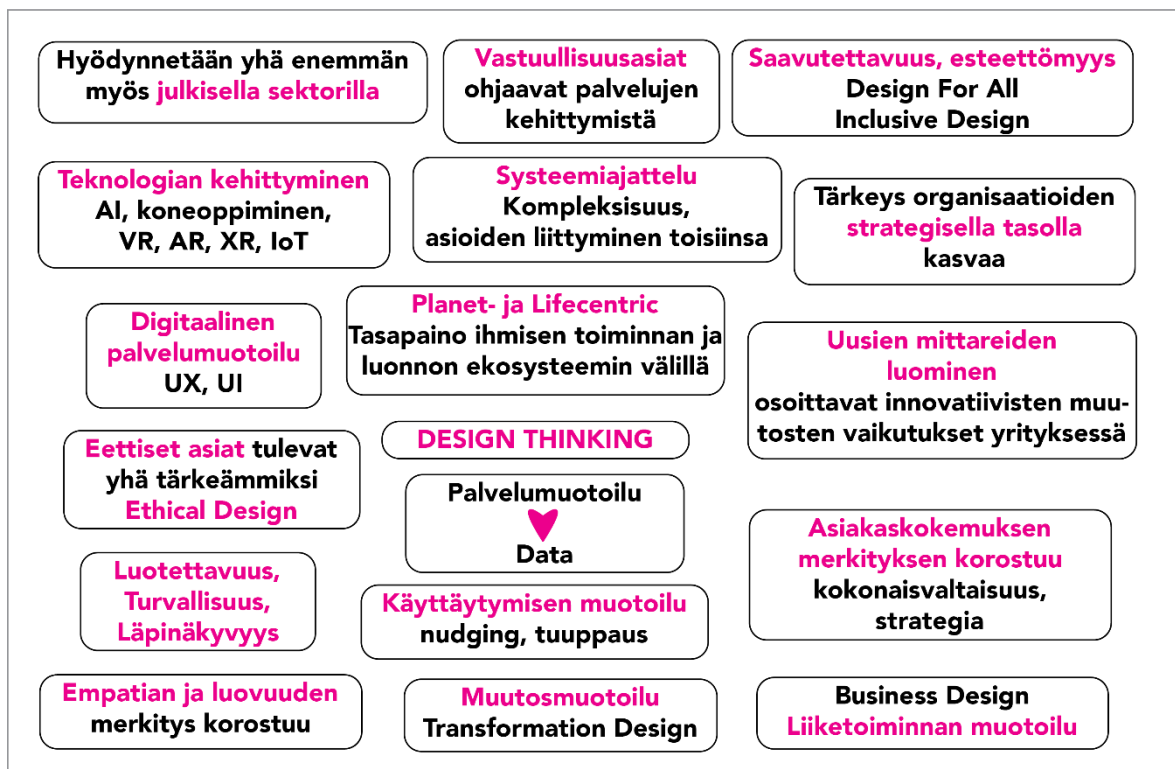 Hyödynnetään yhä enemmän
myös julkisella sektorilla
Vastuullisuusasiat
ohjaavat palvelujen
kehittymistä
Saavutettavuus, esteettömyys
Design For All
Inclusive Design
Teknologian kehittyminen
AI, koneoppiminen,
VR, AR, XR, IoT
Systeemiajattelu
Kompleksisuus,
asioiden liittyminen toisiinsa
Tärkeys organisaatioiden
strategisella tasolla
kasvaa
Digitaalinen
palvelumuotoilu
UX, UI
Planet- ja Lifecentric
Tasapaino ihmisen toiminnan ja
luonnon ekosysteemin välillä
Uusien mittareiden
luominen
osoittavat innovatiivisten muu-
tosten vaikutukset yrityksessä
Eettiset asiat tulevat
yhä tärkeämmiksi
Ethical Design
DESIGN THINKING
Palvelumuotoilu
Data
Asiakaskokemuksen
merkityksen korostuu
kokonaisvaltaisuus,
strategia
Luotettavuus,
Turvallisuus,
Läpinäkyvyys
Käyttäytymisen muotoilu
nudging, tuuppaus
Empatian ja luovuuden
merkitys korostuu
Muutosmuotoilu
Transformation Design
Business Design
Liiketoiminnan muotoilu